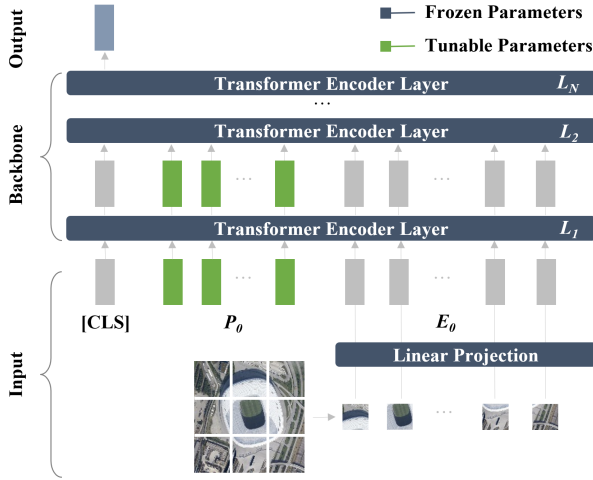 Output
Frozen Parameters
Tunable Parameters
Transformer Encoder Layer L_N
...
Backbone
Transformer Encoder Layer L_2
... ...
Transformer Encoder Layer L_1
... ...
[CLS] P_0 E_0
Input
Linear Projection
...